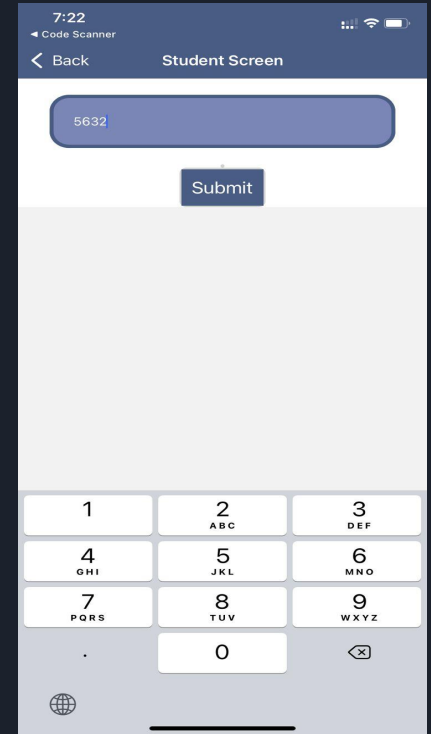 7:22
◀ Code Scanner
Back Student Screen
5632
Submit
1 2 3
ABC DEF
4 5 6
GHI JKL MNO
7 8 9
PQRS TUV WXYZ
. 0